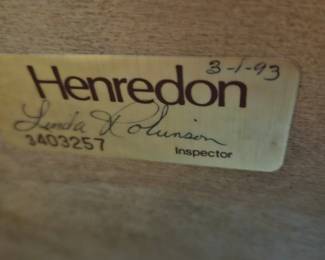 3-1-93
Henredon
Linda Robinson
3403257
Inspector